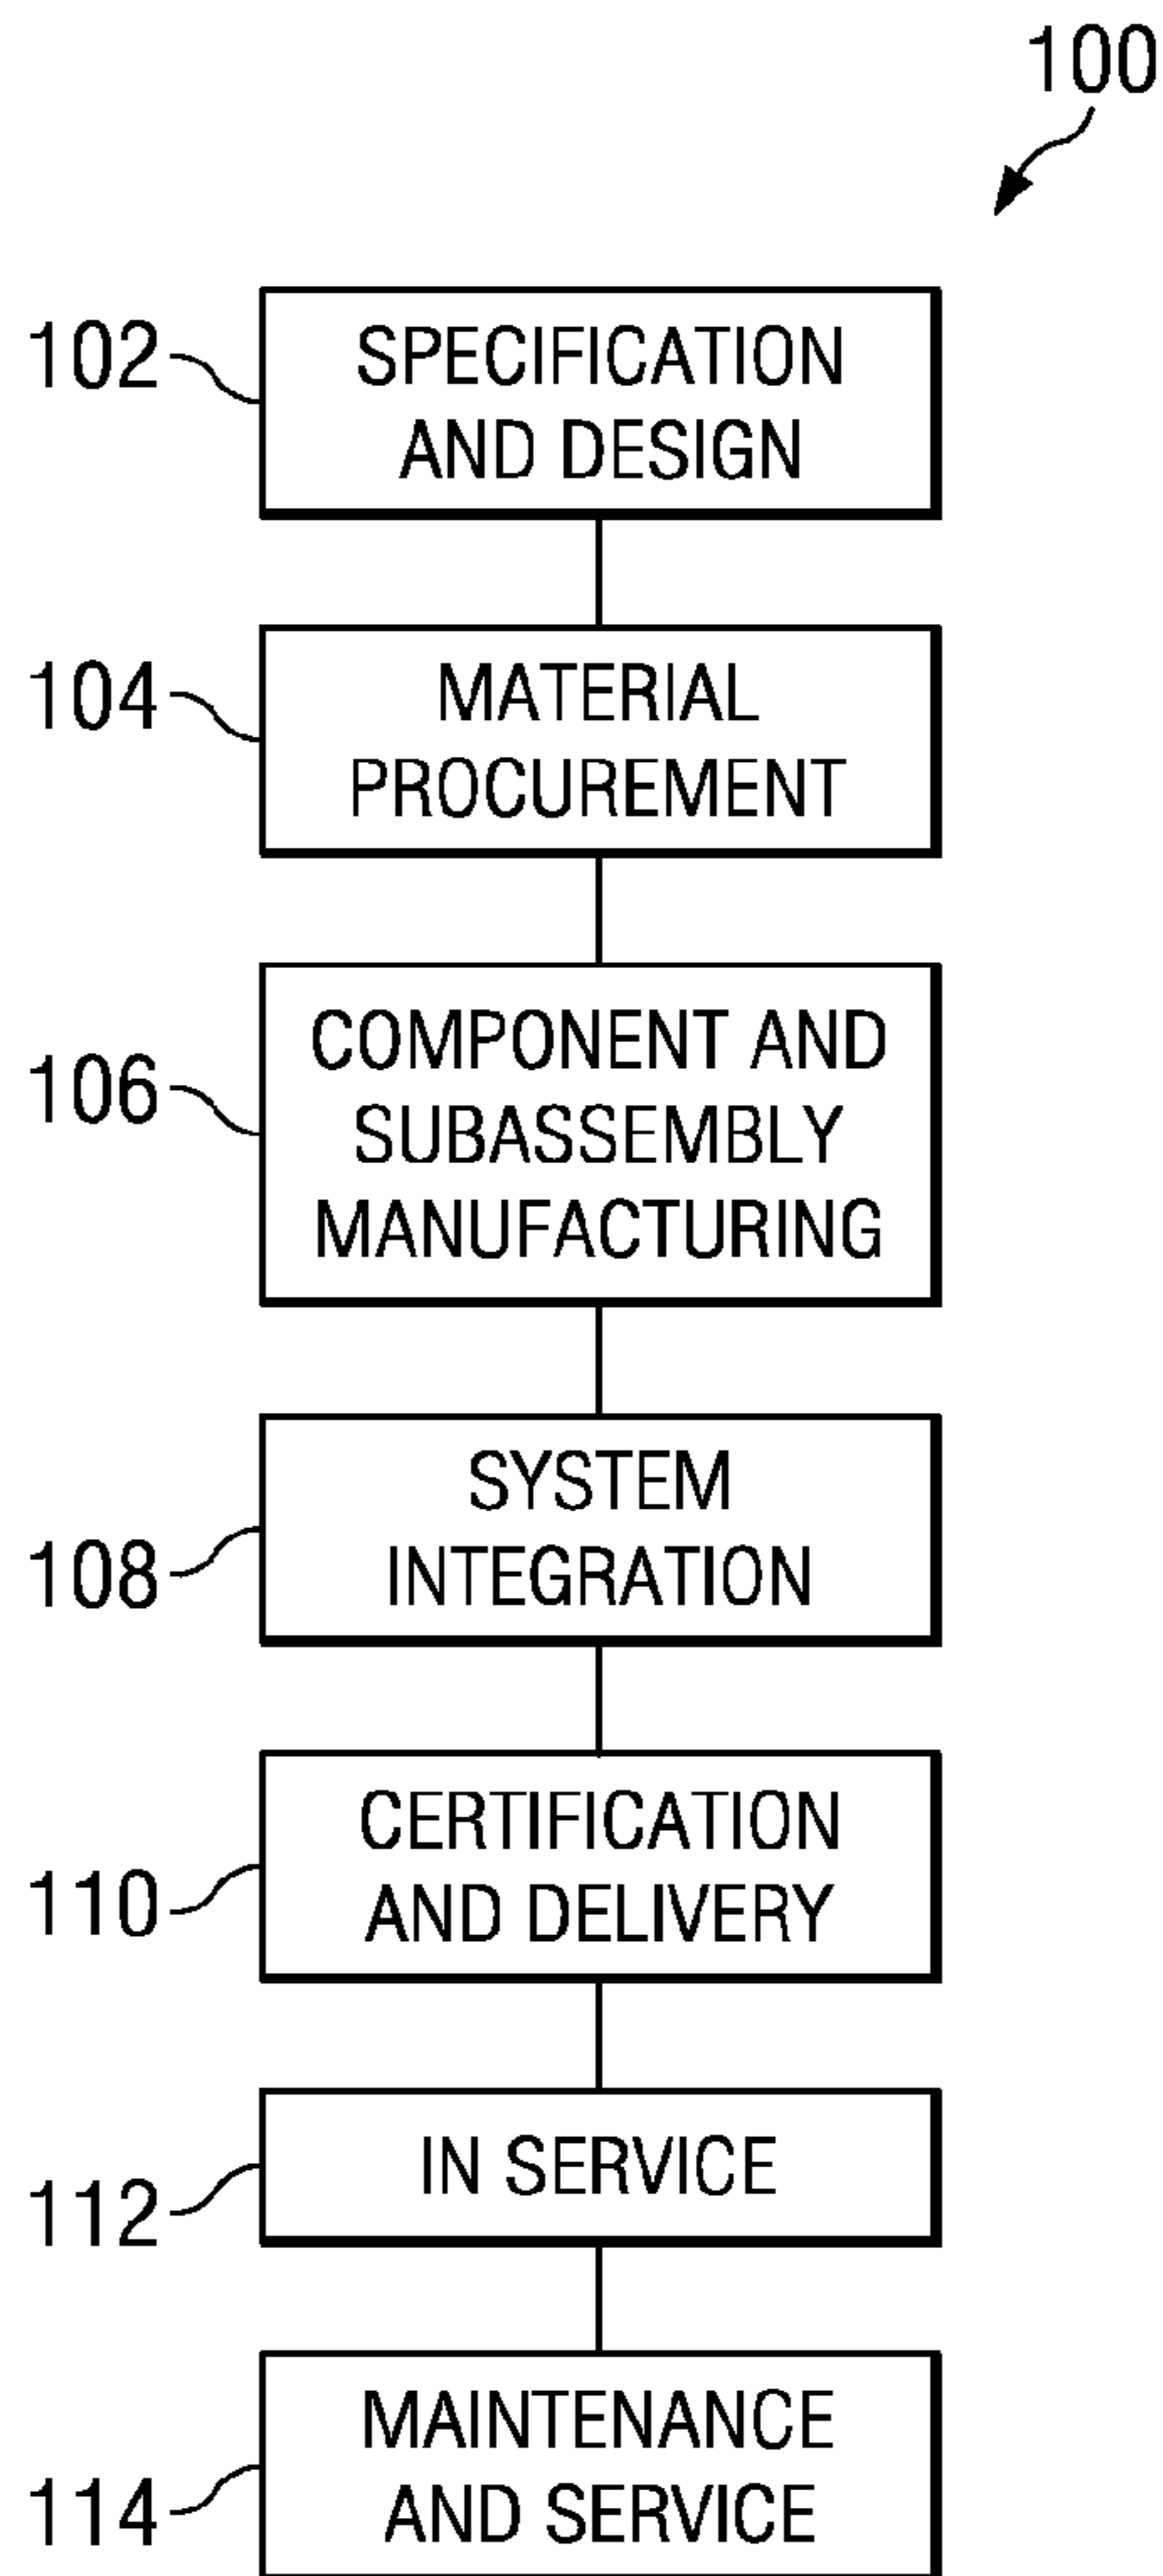 100
102
SPECIFICATION
AND DESIGN
104
MATERIAL
PROCUREMENT
106
COMPONENT AND
SUBASSEMBLY
MANUFACTURING
108
SYSTEM
INTEGRATION
110
CERTIFICATION
AND DELIVERY
112
IN SERVICE
114
MAINTENANCE
AND SERVICE